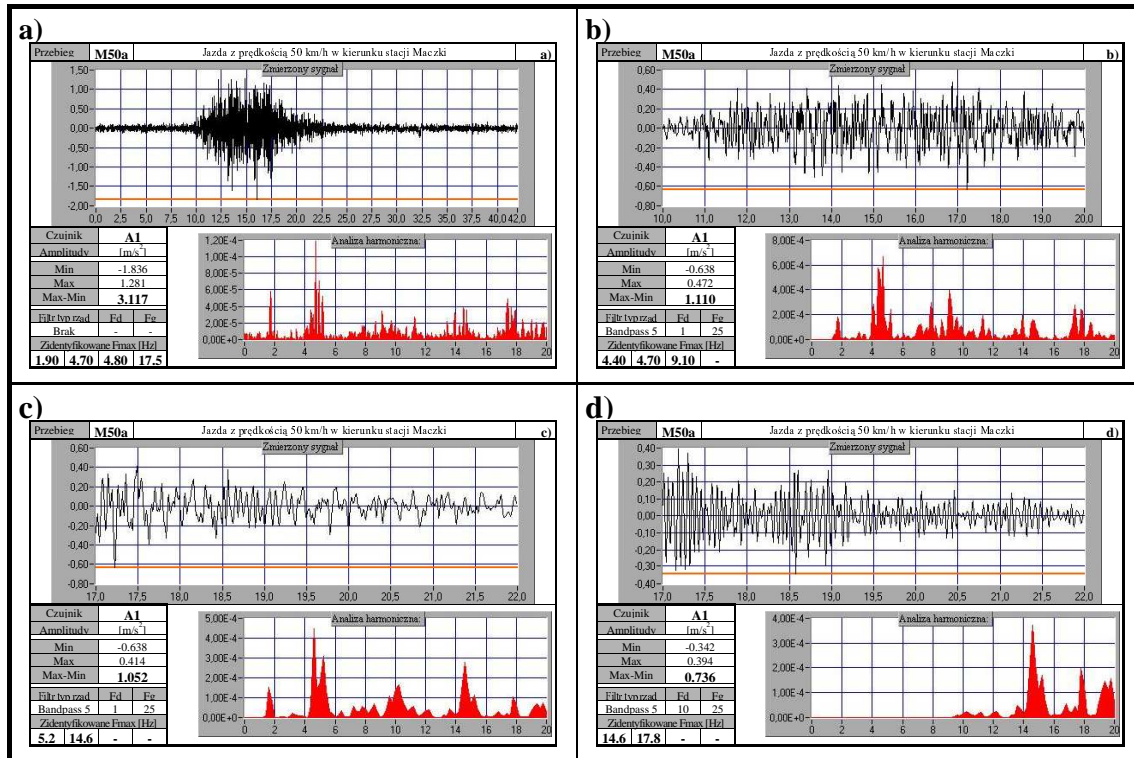 a)
Przebieg M50a Jazda z prędkością 50 km/h w kierunku stacji Maczki a)
Zmierzony sygnał
1,50
1,00
0,50
0,00
-0,50
-1,00
-1,50
-2,00
0,0 2,5 5,0 7,5 10,0 12,5 15,0 17,5 20,0 22,5 25,0 27,5 30,0 32,5 35,0 37,5 40,0 42,0
Czujnik A1
Amplitudy [m/s²]
Min -1.836
Max 1.281
Max-Min 3.117
Filtr typ rząd Fd Fg
Brak - -
Zidentyfikowane Fmax [Hz]
1.90 4.70 4.80 17.5
Analiza harmoniczna:
1,20E-4
1,00E-4
8,00E-5
6,00E-5
4,00E-5
2,00E-5
0,00E+0
0 2 4 6 8 10 12 14 16 18 20
b)
Przebieg M50a Jazda z prędkością 50 km/h w kierunku stacji Maczki b)
Zmierzony sygnał
0,60
0,40
0,20
0,00
-0,20
-0,40
-0,60
-0,80
10,0 11,0 12,0 13,0 14,0 15,0 16,0 17,0 18,0 19,0 20,0
Czujnik A1
Amplitudy [m/s²]
Min -0.638
Max 0.472
Max-Min 1.110
Filtr typ rząd Fd Fg
Bandpass 5 1 25
Zidentyfikowane Fmax [Hz]
4.40 4.70 9.10 -
Analiza harmoniczna:
8,00E-4
6,00E-4
4,00E-4
2,00E-4
0,00E+0
0 2 4 6 8 10 12 14 16 18 20
c)
Przebieg M50a Jazda z prędkością 50 km/h w kierunku stacji Maczki c)
Zmierzony sygnał
0,60
0,40
0,20
0,00
-0,20
-0,40
-0,60
-0,80
17,0 17,5 18,0 18,5 19,0 19,5 20,0 20,5 21,0 21,5 22,0
Czujnik A1
Amplitudy [m/s²]
Min -0.638
Max 0.414
Max-Min 1.052
Filtr typ rząd Fd Fg
Bandpass 5 1 25
Zidentyfikowane Fmax [Hz]
5.2 14.6 - -
Analiza harmoniczna:
5,00E-4
4,00E-4
3,00E-4
2,00E-4
1,00E-4
0,00E+0
0 2 4 6 8 10 12 14 16 18 20
d)
Przebieg M50a Jazda z prędkością 50 km/h w kierunku stacji Maczki d)
Zmierzony sygnał
0,40
0,30
0,20
0,10
0,00
-0,10
-0,20
-0,30
-0,40
17,0 17,5 18,0 18,5 19,0 19,5 20,0 20,5 21,0 21,5 22,0
Czujnik A1
Amplitudy [m/s²]
Min -0.342
Max 0.394
Max-Min 0.736
Filtr typ rząd Fd Fg
Bandpass 5 10 25
Zidentyfikowane Fmax [Hz]
14.6 17.8 - -
Analiza harmoniczna:
4,00E-4
3,00E-4
2,00E-4
1,00E-4
0,00E+0
0 2 4 6 8 10 12 14 16 18 20